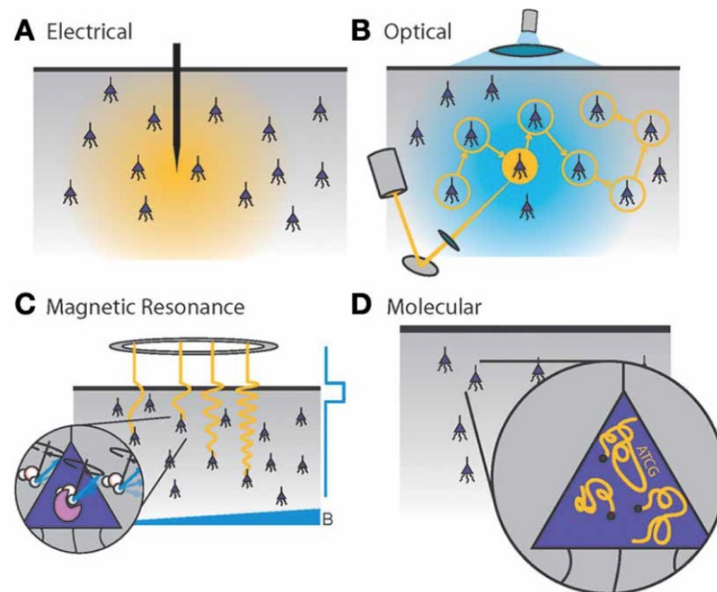 A Electrical
B Optical
C Magnetic Resonance
B
D Molecular
ATCG